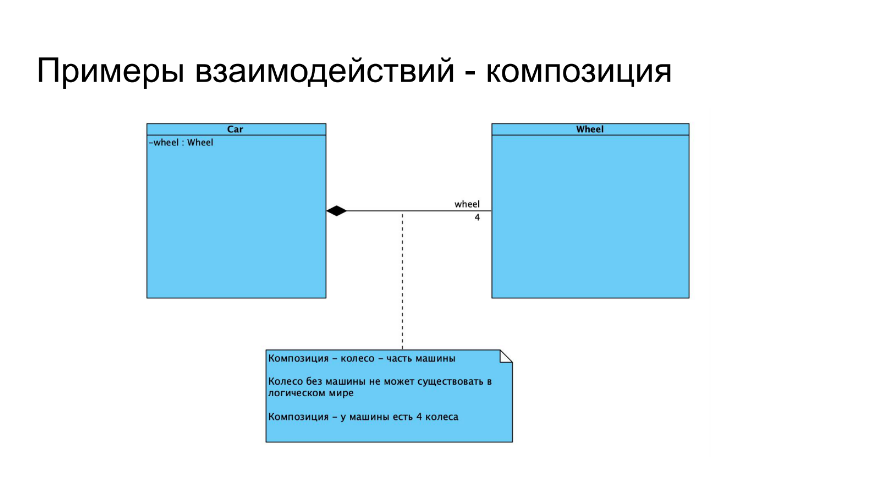 Примеры взаимодействий - композиция
Car
-wheel : Wheel
Wheel
wheel
4
Композиция - колесо - часть машины
Колесо без машины не может существовать в
логическом мире
Композиция - у машины есть 4 колеса